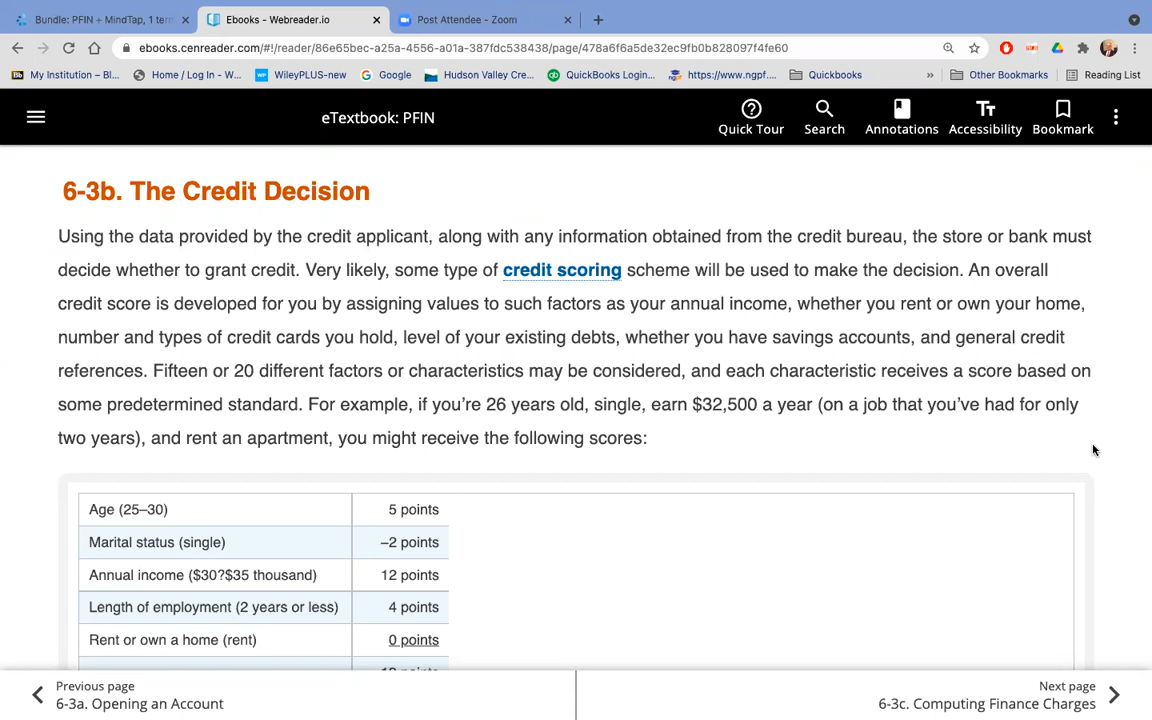 Bundle: PFIN + MindTap, 1 ter
Ebooks - Webreader.io
Post Attendee - Zoom
ebooks.cenreader.com/#!/reader/86e65bec-a25a-4556-a01a-387fdc538438/page/478a6f6a5de32ec9fb0b828097f4fe60
My Institution – Bl...
Home / Log In - W...
WileyPLUS-new
Google
Hudson Valley Cre...
QuickBooks Login...
https://www.ngpf....
Quickbooks
»
Other Bookmarks
Reading List
eTextbook: PFIN
Quick Tour
Search
Annotations
Accessibility
Bookmark
6-3b. The Credit Decision
Using the data provided by the credit applicant, along with any information obtained from the credit bureau, the store or bank must
decide whether to grant credit. Very likely, some type of credit scoring scheme will be used to make the decision. An overall
credit score is developed for you by assigning values to such factors as your annual income, whether you rent or own your home,
number and types of credit cards you hold, level of your existing debts, whether you have savings accounts, and general credit
references. Fifteen or 20 different factors or characteristics may be considered, and each characteristic receives a score based on
some predetermined standard. For example, if you’re 26 years old, single, earn $32,500 a year (on a job that you’ve had for only
two years), and rent an apartment, you might receive the following scores:
Age (25–30) 5 points
Marital status (single) –2 points
Annual income ($30?$35 thousand) 12 points
Length of employment (2 years or less) 4 points
Rent or own a home (rent) 0 points
Previous page
6-3a. Opening an Account
Next page
6-3c. Computing Finance Charges